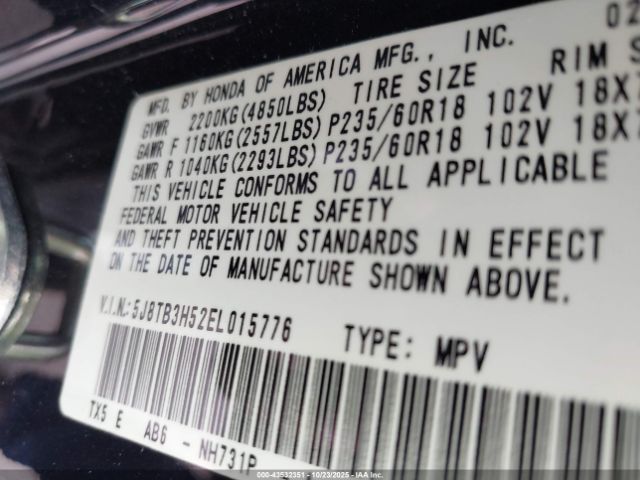 02
MFD. BY HONDA OF AMERICA MFG., INC.
GVWR 2200KG(4850LBS) TIRE SIZE RIM S
GAWR F 1160KG(2557LBS) P235/60R18 102V 18X
GAWR R 1040KG(2293LBS) P235/60R18 102V 18X
THIS VEHICLE CONFORMS TO ALL APPLICABLE
FEDERAL MOTOR VEHICLE SAFETY
AND THEFT PREVENTION STANDARDS IN EFFECT
ON THE DATE OF MANUFACTURE SHOWN ABOVE.
V.I.N.: 5J8TB3H52EL015776 TYPE: MPV
TX5 E AB6 - NH731P
000-43532351 - 10/23/2025 - IAAI.COM